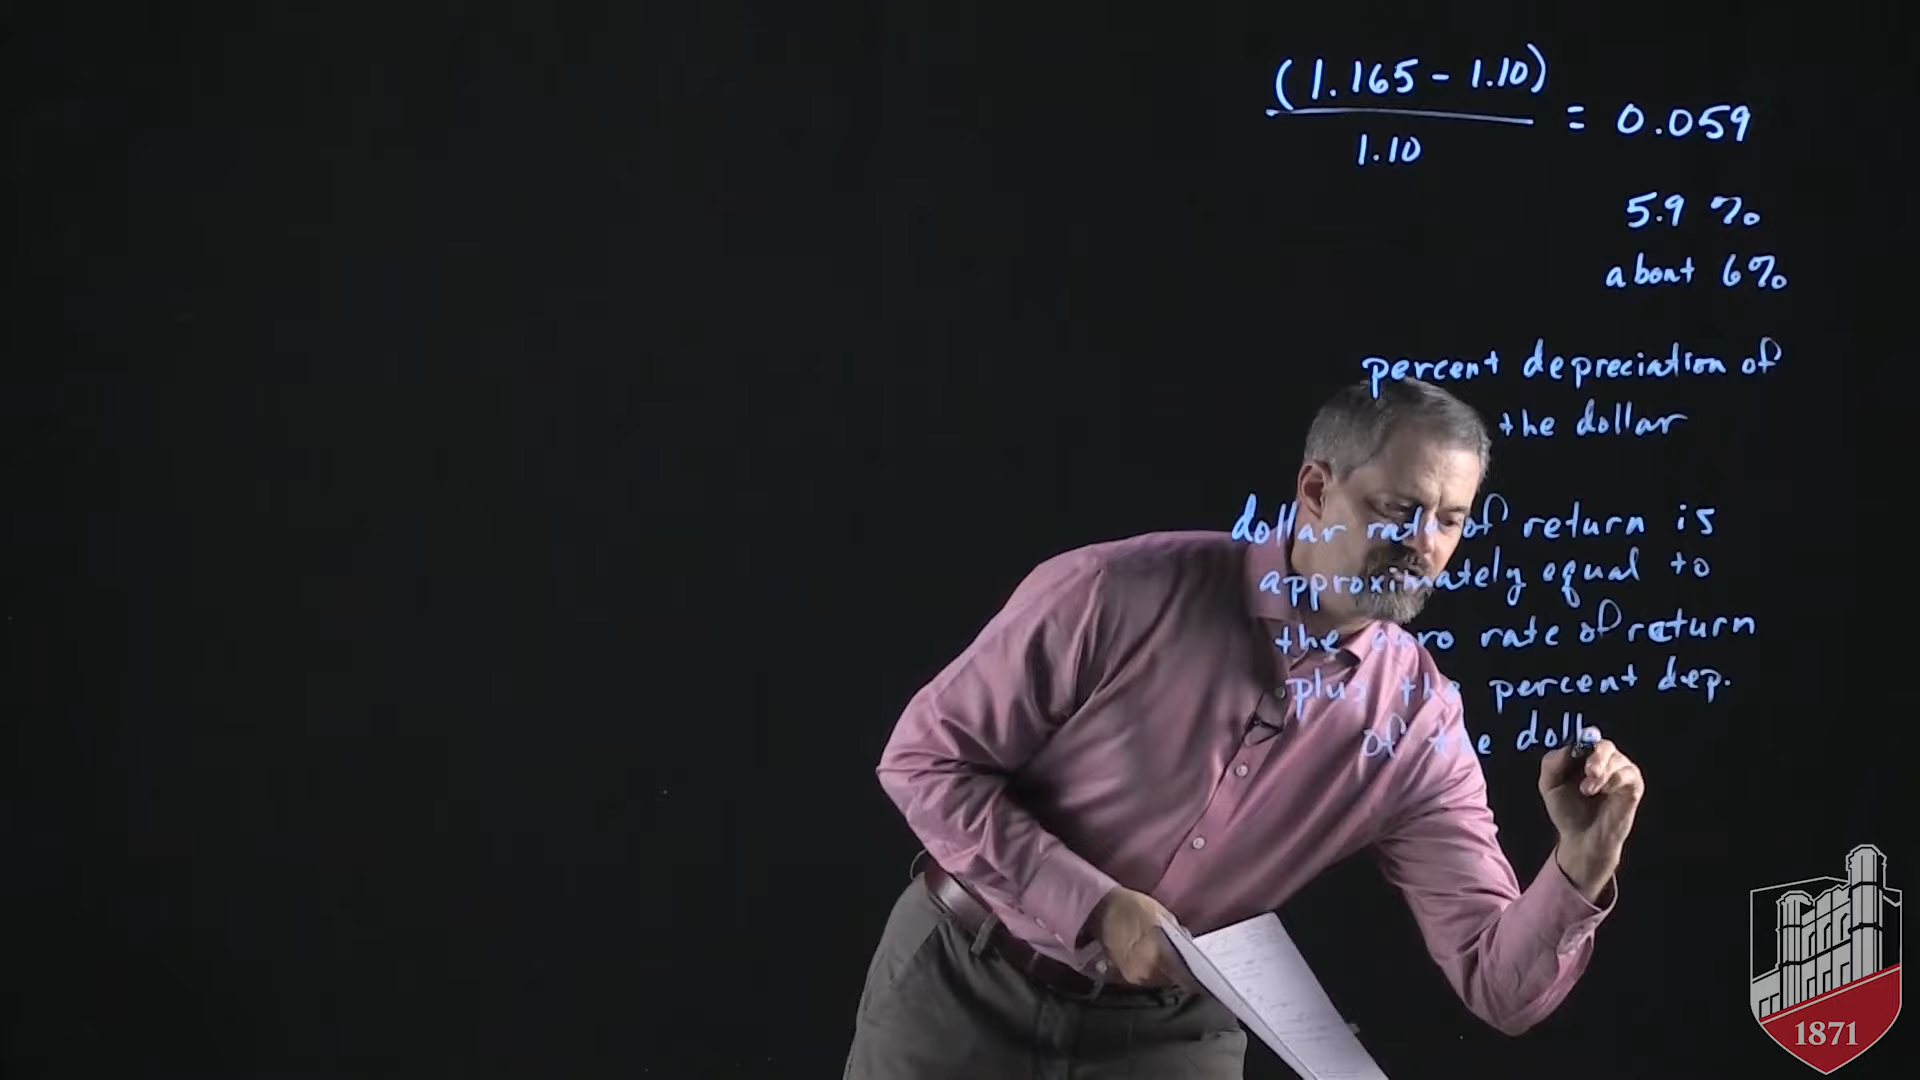 (1.165 - 1.10)
1.10
= 0.059
5.9 %
about 6%
percent depreciation of
the dollar
dollar rate of return is
approximately equal to
the euro rate of return
plus the percent dep.
of the dolla
1871